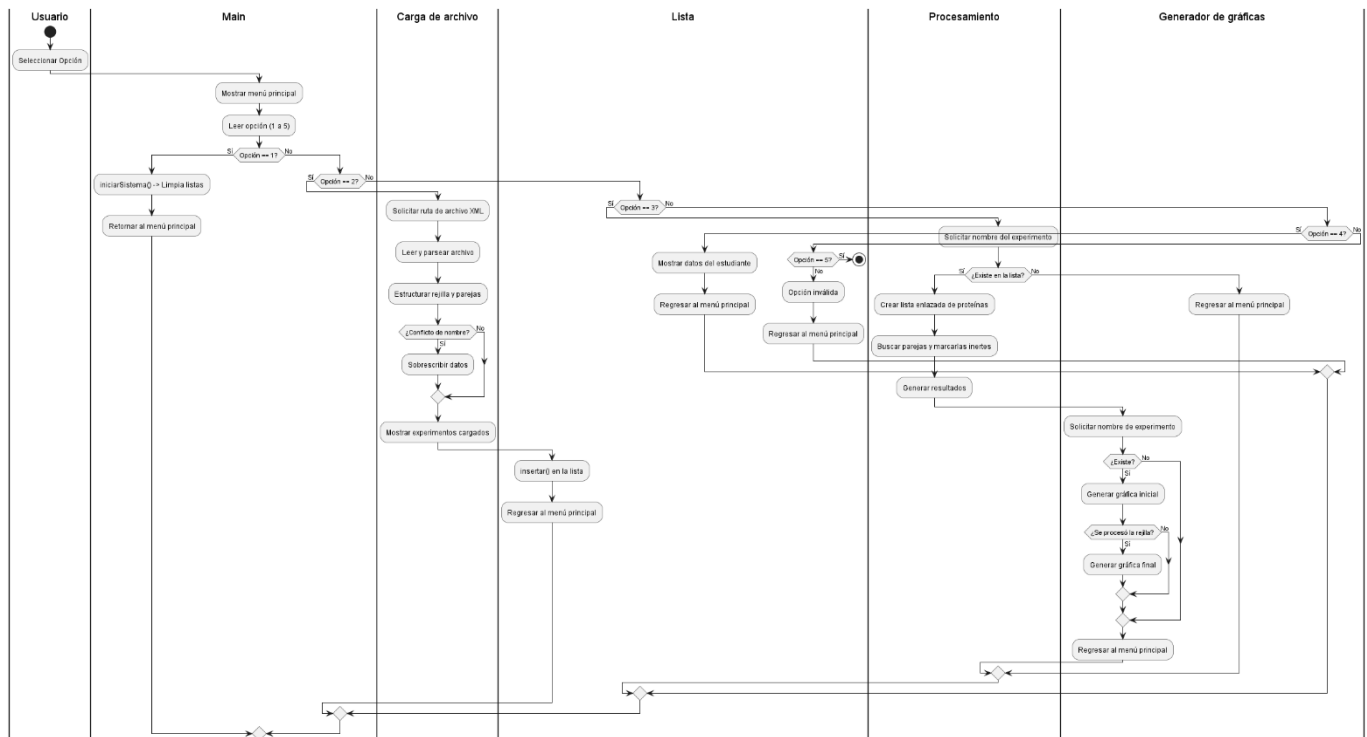 Usuario
Main
Carga de archivo
Lista
Procesamiento
Generador de gráficas
Seleccionar Opción
Mostrar menú principal
Leer opción (1 a 5)
Sí
Opción == 1?
No
iniciarSistema() -> Limpia listas
Retornar al menú principal
Sí
Opción == 2?
No
Solicitar ruta de archivo XML
Leer y parsear archivo
Estructurar rejilla y parejas
¿Conflicto de nombre?
No
Sí
Sobrescribir datos
Mostrar experimentos cargados
insertar() en la lista
Regresar al menú principal
Sí
Opción == 3?
No
Solicitar nombre del experimento
Sí
¿Existe en la lista?
No
Crear lista enlazada de proteínas
Buscar parejas y marcarlas inertes
Generar resultados
Regresar al menú principal
Solicitar nombre de experimento
¿Existe?
No
Sí
Generar gráfica inicial
¿Se procesó la rejilla?
No
Sí
Generar gráfica final
Regresar al menú principal
Sí
Opción == 4?
No
Mostrar datos del estudiante
Regresar al menú principal
Opción == 5?
Sí
No
Opción inválida
Regresar al menú principal